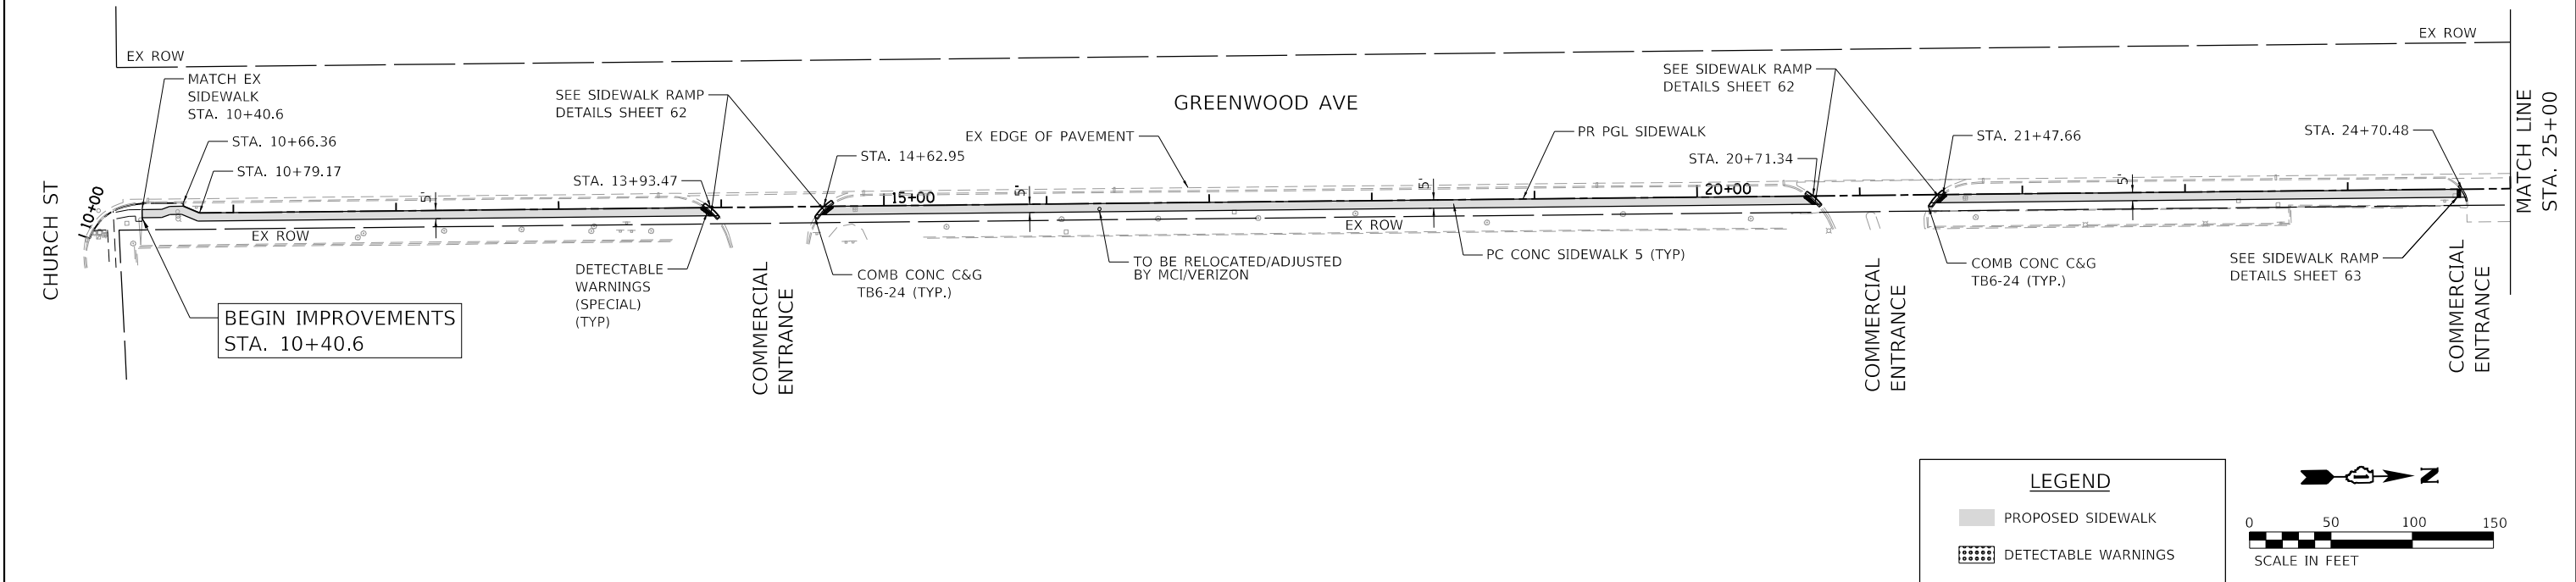 EX ROW
EX ROW
MATCH EX
SIDEWALK
STA. 10+40.6
STA. 10+66.36
STA. 10+79.17
SEE SIDEWALK RAMP
DETAILS SHEET 62
STA. 13+93.47
GREENWOOD AVE
EX EDGE OF PAVEMENT
STA. 14+62.95
PR PGL SIDEWALK
SEE SIDEWALK RAMP
DETAILS SHEET 62
STA. 20+71.34
STA. 21+47.66
STA. 24+70.48
MATCH LINE
STA. 25+00
CHURCH ST
10+00
5'
15+00
5'
5'
20+00
5'
EX ROW
EX ROW
DETECTABLE
WARNINGS
(SPECIAL)
(TYP)
COMMERCIAL
ENTRANCE
COMB CONC C&G
TB6-24 (TYP.)
TO BE RELOCATED/ADJUSTED
BY MCI/VERIZON
PC CONC SIDEWALK 5 (TYP)
COMMERCIAL
ENTRANCE
COMB CONC C&G
TB6-24 (TYP.)
SEE SIDEWALK RAMP
DETAILS SHEET 63
COMMERCIAL
ENTRANCE
BEGIN IMPROVEMENTS
STA. 10+40.6
LEGEND
PROPOSED SIDEWALK
DETECTABLE WARNINGS
N
0 50 100 150
SCALE IN FEET